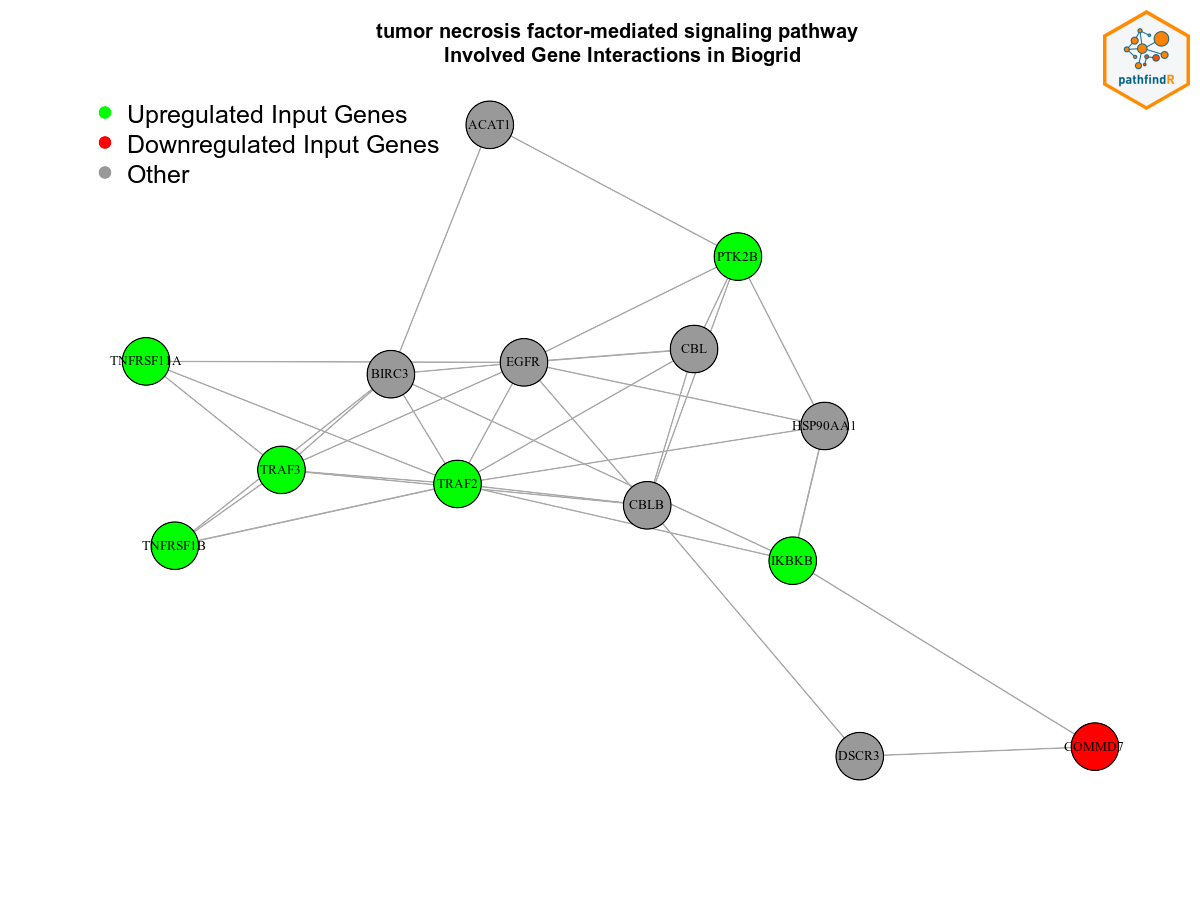 tumor necrosis factor-mediated signaling pathway
Involved Gene Interactions in Biogrid
pathfindR
Upregulated Input Genes
Downregulated Input Genes
Other
ACAT1
PTK2B
CBL
EGFR
TNFRSF11A
BIRC3
HSP90AA1
TRAF3
TRAF2
CBLB
TNFRSF1B
IKBKB
DSCR3
COMMD7